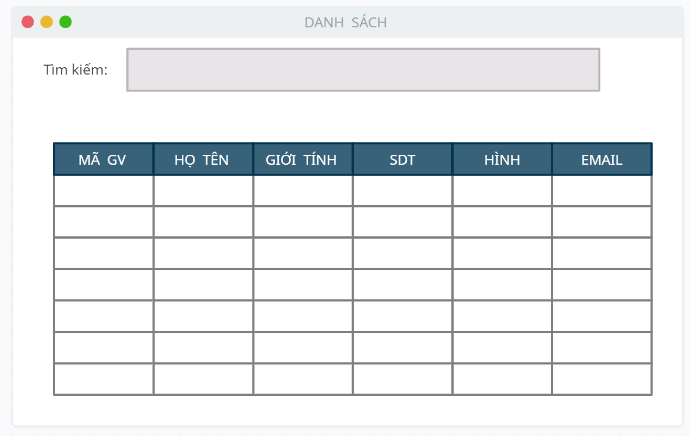 DANH SÁCH
Tìm kiếm:
MÃ GV HỌ TÊN GIỚI TÍNH SDT HÌNH EMAIL